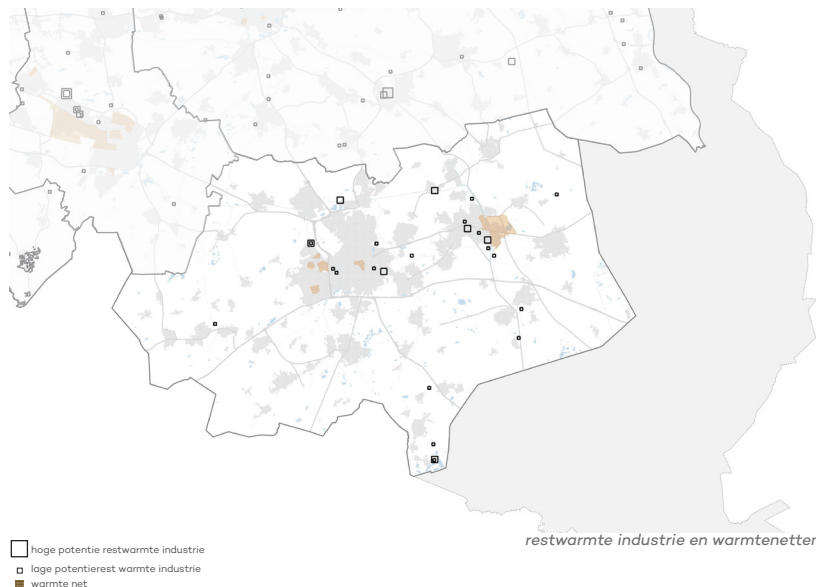 restwarmte industrie en warmtenetten
hoge potentie restwarmte industrie
lage potentierest warmte industrie
warmte net